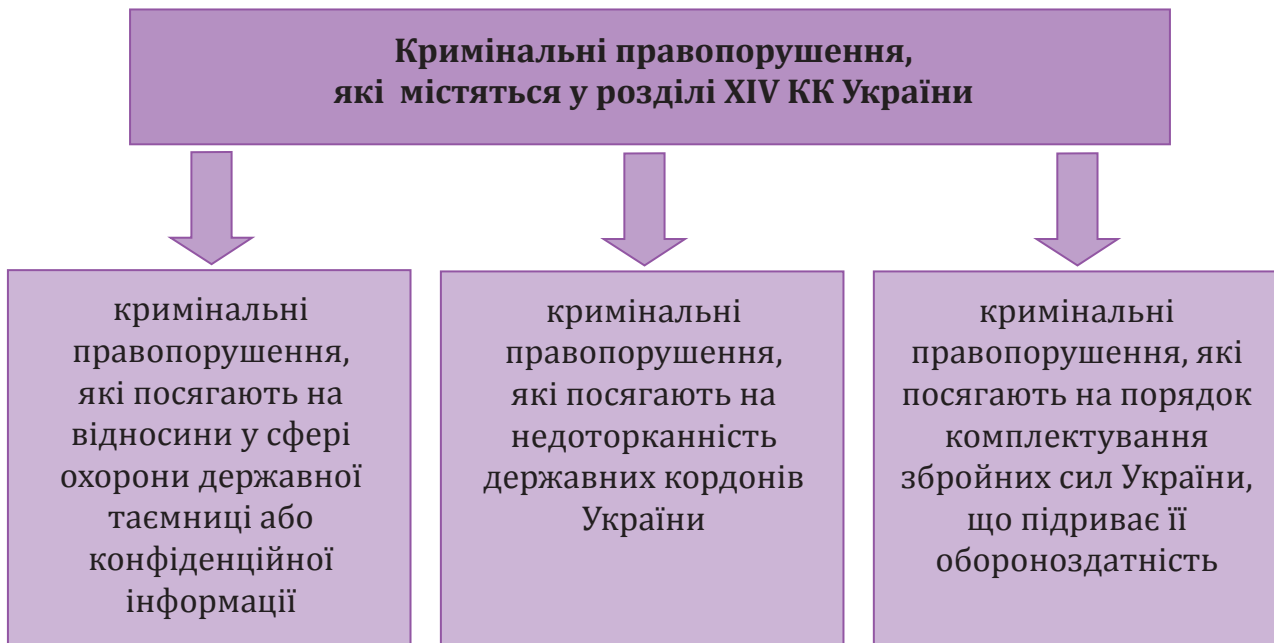 Кримінальні правопорушення,
які містяться у розділі XIV КК України
кримінальні
правопорушення,
які посягають на
відносини у сфері
охорони державної
таємниці або
конфіденційної
інформації
кримінальні
правопорушення,
які посягають на
недоторканність
державних кордонів
України
кримінальні
правопорушення, які
посягають на порядок
комплектування
збройних сил України,
що підриває її
обороноздатність